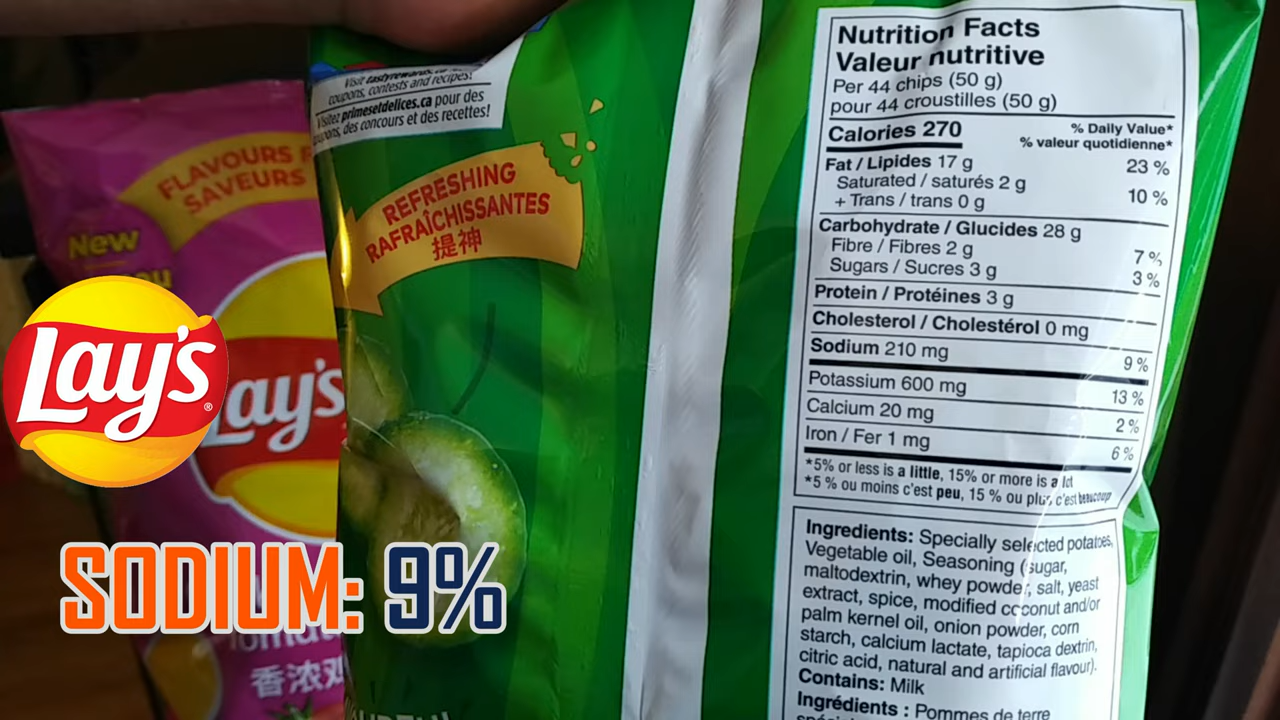 Visit tastyrewards.
coupons, contests and recipes!
Visitez primesetdelices.ca pour des
coupons, des concours et des recettes!
REFRESHING
RAFRAÎCHISSANTES
提神
FLAVOURS
SAVEURS
New
Lay's
Lay's
SODIUM: 9%
香浓鸡
Nutrition Facts
Valeur nutritive
Per 44 chips (50 g)
pour 44 croustilles (50 g)
Calories 270
% Daily Value*
% valeur quotidienne*
Fat / Lipides 17 g 23 %
Saturated / saturés 2 g
+ Trans / trans 0 g 10 %
Carbohydrate / Glucides 28 g
Fibre / Fibres 2 g 7 %
Sugars / Sucres 3 g 3 %
Protein / Protéines 3 g
Cholesterol / Cholestérol 0 mg
Sodium 210 mg 9 %
Potassium 600 mg 13 %
Calcium 20 mg 2 %
Iron / Fer 1 mg 6 %
*5% or less is a little, 15% or more is a lot
*5 % ou moins c'est peu, 15 % ou plus c'est beaucoup
Ingredients: Specially selected potatoes,
Vegetable oil, Seasoning (sugar,
maltodextrin, whey powder, salt, yeast
extract, spice, modified coconut and/or
palm kernel oil, onion powder, corn
starch, calcium lactate, tapioca dextrin,
citric acid, natural and artificial flavour).
Contains: Milk
Ingrédients : Pommes de terre